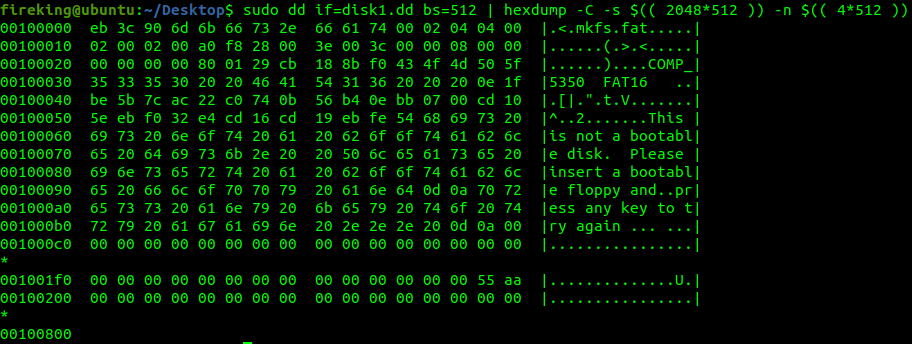 fireking@ubuntu:~/Desktop$ sudo dd if=disk1.dd bs=512 | hexdump -C -s $(( 2048*512 )) -n $(( 4*512 ))
00100000  eb 3c 90 6d 6b 66 73 2e  66 61 74 00 02 04 04 00  |.<.mkfs.fat.....|
00100010  02 00 02 00 a0 f8 28 00  3e 00 3c 00 00 08 00 00  |......(.>.<.....|
00100020  00 00 00 00 80 01 29 cb  18 8b f0 43 4f 4d 50 5f  |......)....COMP_|
00100030  35 33 35 30 20 20 46 41  54 31 36 20 20 20 0e 1f  |5350  FAT16   ..|
00100040  be 5b 7c ac 22 c0 74 0b  56 b4 0e bb 07 00 cd 10  |.[|.".t.V.......|
00100050  5e eb f0 32 e4 cd 16 cd  19 eb fe 54 68 69 73 20  |^..2.......This |
00100060  69 73 20 6e 6f 74 20 61  20 62 6f 6f 74 61 62 6c  |is not a bootabl|
00100070  65 20 64 69 73 6b 2e 20  20 50 6c 65 61 73 65 20  |e disk.  Please |
00100080  69 6e 73 65 72 74 20 61  20 62 6f 6f 74 61 62 6c  |insert a bootabl|
00100090  65 20 66 6c 6f 70 70 79  20 61 6e 64 0d 0a 70 72  |e floppy and..pr|
001000a0  65 73 73 20 61 6e 79 20  6b 65 79 20 74 6f 20 74  |ess any key to t|
001000b0  72 79 20 61 67 61 69 6e  20 2e 2e 2e 20 0d 0a 00  |ry again ... ...|
001000c0  00 00 00 00 00 00 00 00  00 00 00 00 00 00 00 00  |................|
*
001001f0  00 00 00 00 00 00 00 00  00 00 00 00 00 00 55 aa  |..............U.|
00100200  00 00 00 00 00 00 00 00  00 00 00 00 00 00 00 00  |................|
*
00100800